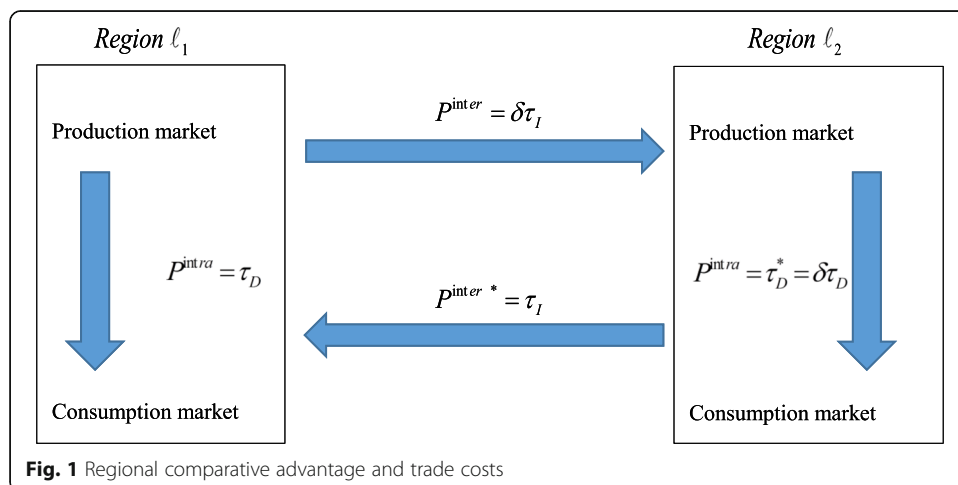 Region ℓ₁
Region ℓ₂
P^inter = δτ_I
Production market
Production market
P^intra = τ_D
P^intra = τ_D^* = δτ_D
P^inter * = τ_I
Consumption market
Consumption market
Fig. 1 Regional comparative advantage and trade costs